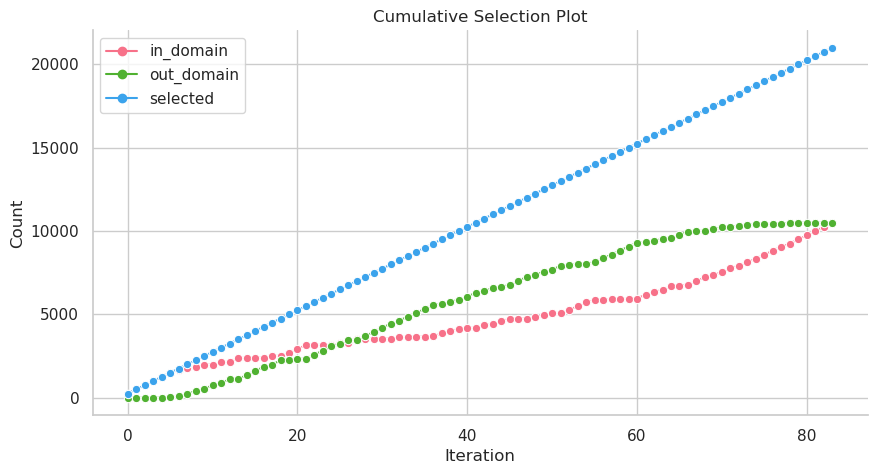 Cumulative Selection Plot
in_domain
out_domain
selected
20000
15000
10000
5000
0
Count
0 20 40 60 80
Iteration